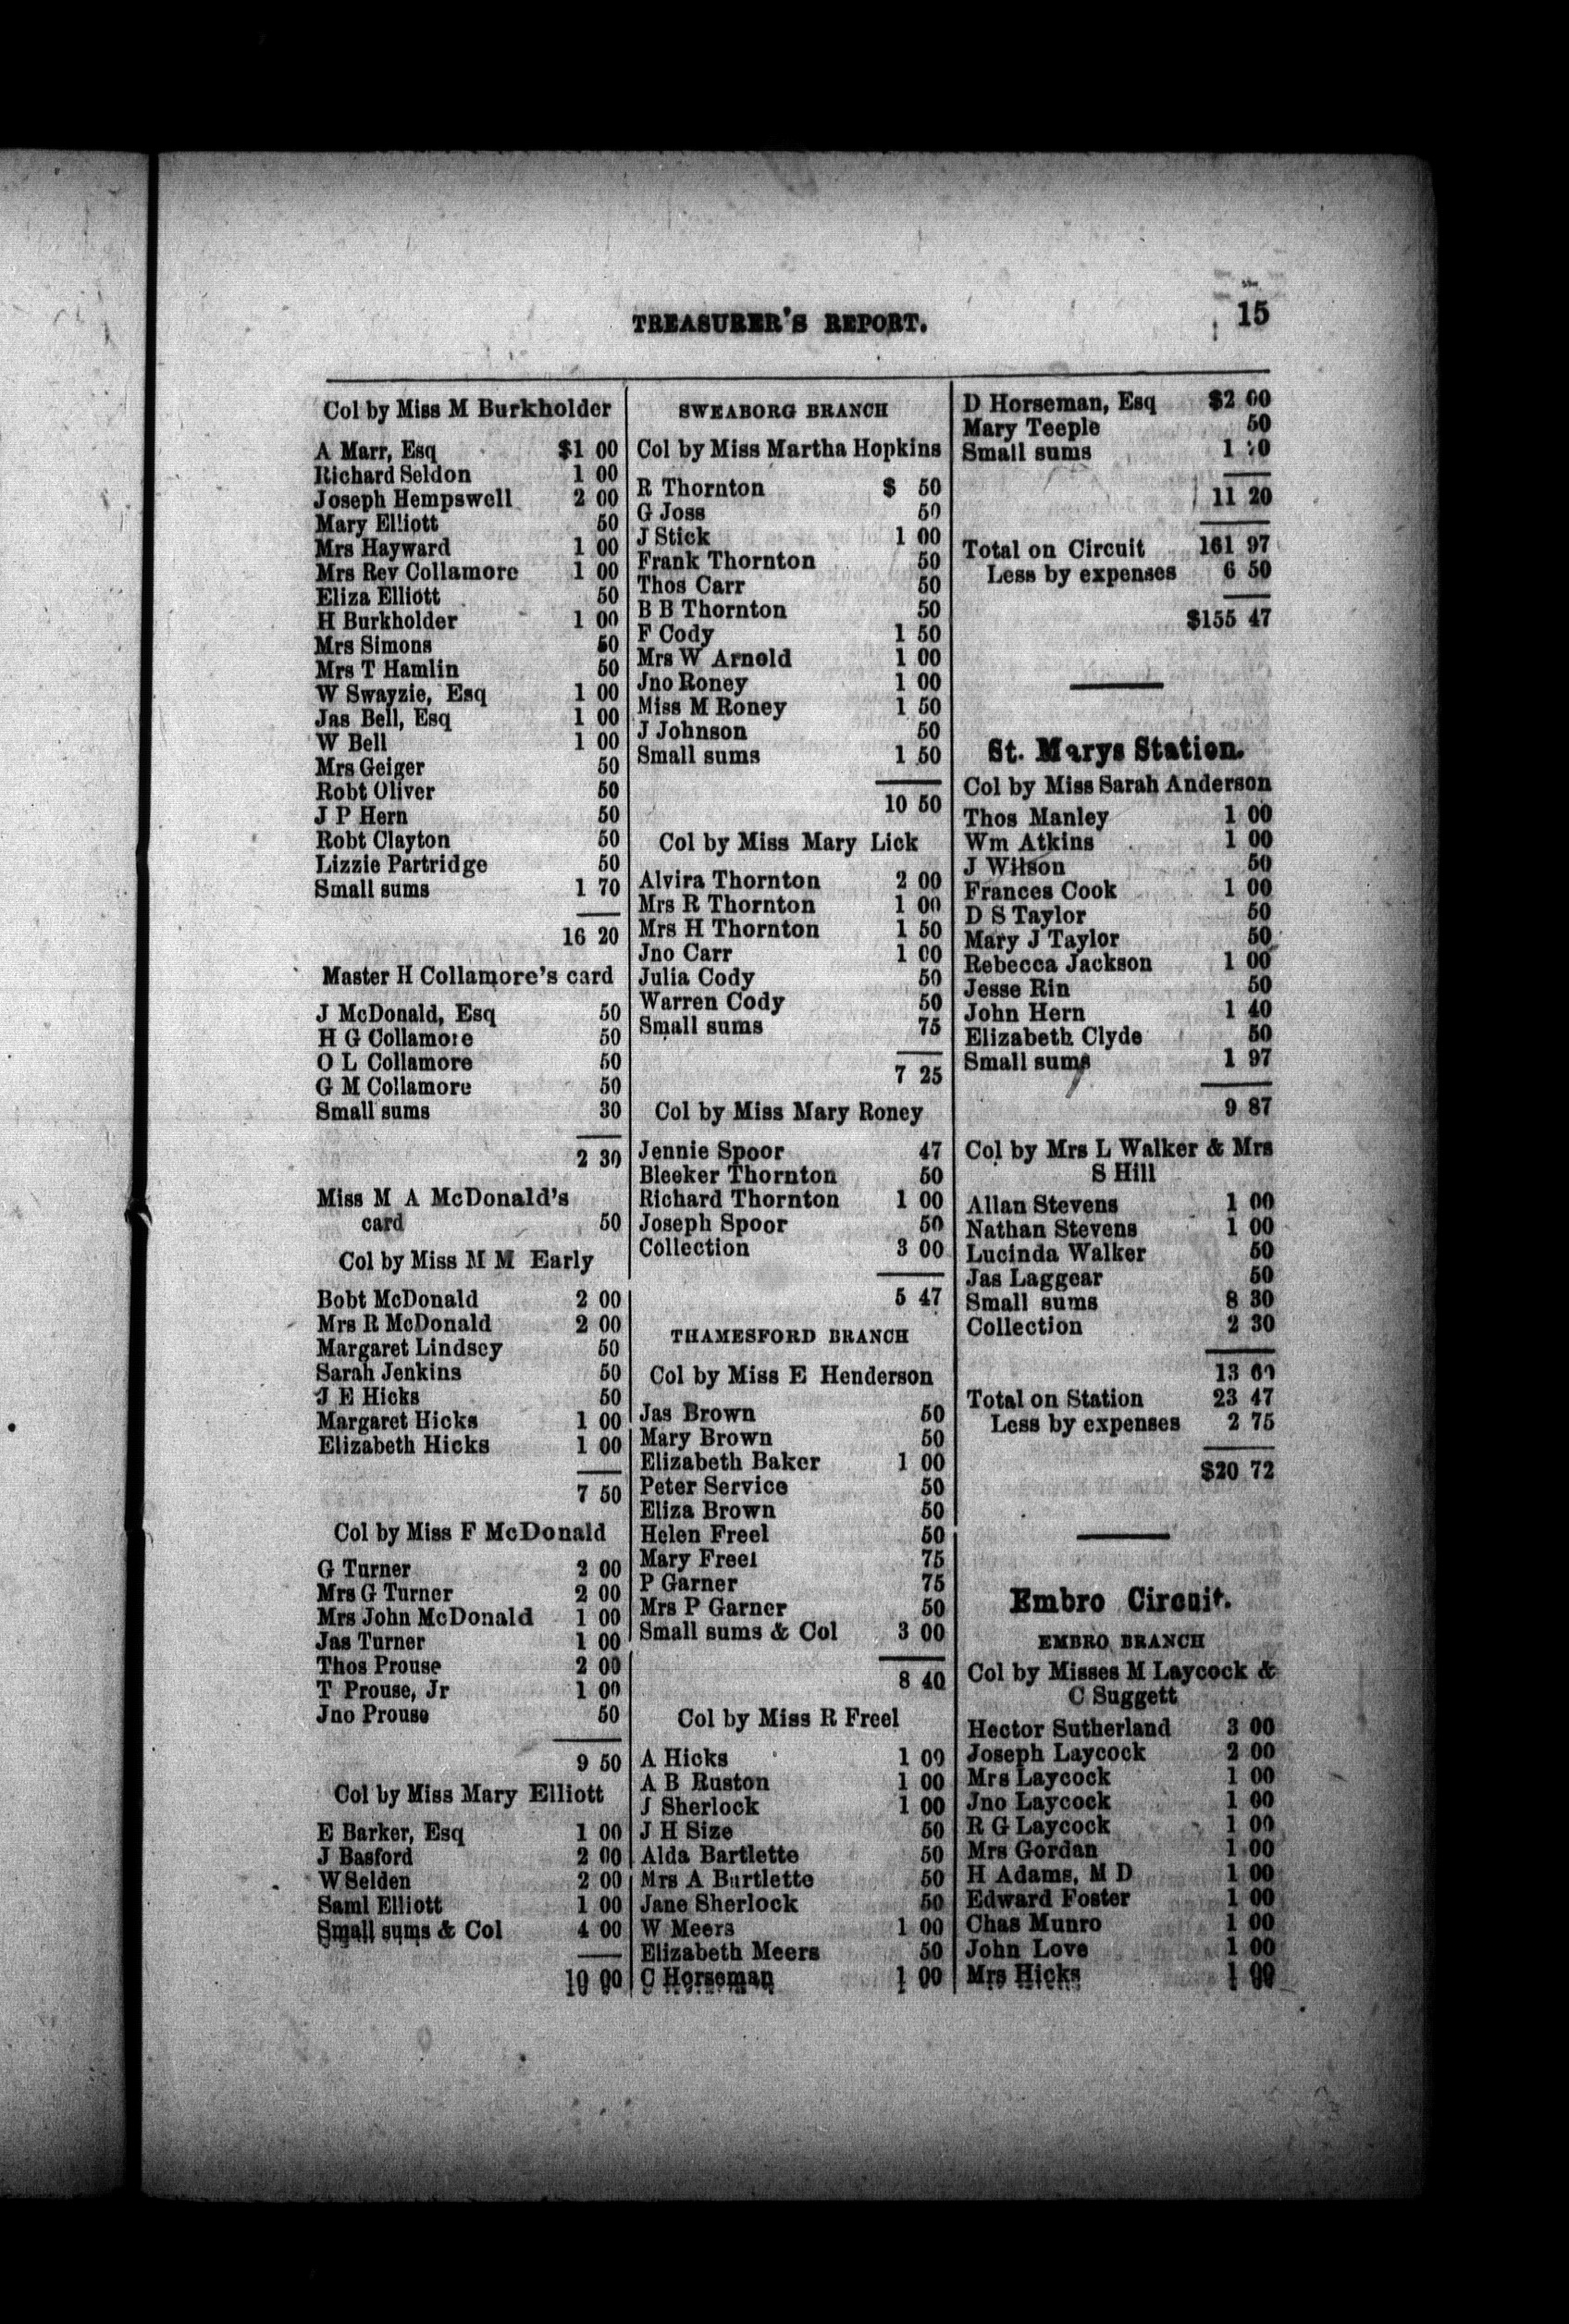 TREASURER'S REPORT.
15
Col by Miss M Burkholder
A Marr, Esq $1 00
Richard Seldon 1 00
Joseph Hempswell 2 00
Mary Elliott 50
Mrs Hayward 1 00
Mrs Rev Collamore 1 00
Eliza Elliott 50
H Burkholder 1 00
Mrs Simons 50
Mrs T Hamlin 50
W Swayzie, Esq 1 00
Jas Bell, Esq 1 00
W Bell 1 00
Mrs Geiger 50
Robt Oliver 50
J P Hern 50
Robt Clayton 50
Lizzie Partridge 50
Small sums 1 70
16 20
Master H Collamore's card
J McDonald, Esq 50
H G Collamore 50
O L Collamore 50
G M Collamore 50
Small sums 30
2 30
Miss M A McDonald's
card 50
Col by Miss M M Early
Bobt McDonald 2 00
Mrs R McDonald 2 00
Margaret Lindsey 50
Sarah Jenkins 50
J E Hicks 50
Margaret Hicks 1 00
Elizabeth Hicks 1 00
7 50
Col by Miss F McDonald
G Turner 2 00
Mrs G Turner 2 00
Mrs John McDonald 1 00
Jas Turner 1 00
Thos Prouse 2 00
T Prouse, Jr 1 00
Jno Prouse 50
9 50
Col by Miss Mary Elliott
E Barker, Esq 1 00
J Basford 2 00
W Selden 2 00
Saml Elliott 1 00
Small sums & Col 4 00
10 00
SWEABORG BRANCH
Col by Miss Martha Hopkins
R Thornton $ 50
G Joss 50
J Stick 1 00
Frank Thornton 50
Thos Carr 50
B B Thornton 50
F Cody 1 50
Mrs W Arnold 1 00
Jno Roney 1 00
Miss M Roney 1 50
J Johnson 50
Small sums 1 50
10 50
Col by Miss Mary Lick
Alvira Thornton 2 00
Mrs R Thornton 1 00
Mrs H Thornton 1 50
Jno Carr 1 00
Julia Cody 50
Warren Cody 50
Small sums 75
7 25
Col by Miss Mary Roney
Jennie Spoor 47
Bleeker Thornton 50
Richard Thornton 1 00
Joseph Spoor 50
Collection 3 00
5 47
THAMESFORD BRANCH
Col by Miss E Henderson
Jas Brown 50
Mary Brown 50
Elizabeth Baker 1 00
Peter Service 50
Eliza Brown 50
Helen Freel 50
Mary Freel 75
P Garner 75
Mrs P Garner 50
Small sums & Col 3 00
8 40
Col by Miss R Freel
A Hicks 1 00
A B Ruston 1 00
J Sherlock 1 00
J H Size 50
Alda Bartlette 50
Mrs A Bartlette 50
Jane Sherlock 50
W Meers 1 00
Elizabeth Meers 50
C Horseman 1 00
D Horseman, Esq $2 00
Mary Teeple 50
Small sums 1
11 20
Total on Circuit 161 97
Less by expenses 6 50
$155 47
St. Marys Station.
Col by Miss Sarah Anderson
Thos Manley 1 00
Wm Atkins 1 00
J Wilson 50
Frances Cook 1 00
D S Taylor 50
Mary J Taylor 50
Rebecca Jackson 1 00
Jesse Rin 50
John Hern 1 40
Elizabeth Clyde 50
Small sums 1 97
9 87
Col by Mrs L Walker & Mrs
S Hill
Allan Stevens 1 00
Nathan Stevens 1 00
Lucinda Walker 50
Jas Laggear 50
Small sums 8 30
Collection 2 30
13 60
Total on Station 23 47
Less by expenses 2 75
$20 72
Embro Circuit.
EMBRO BRANCH
Col by Misses M Laycock &
C Suggett
Hector Sutherland 3 00
Joseph Laycock 2 00
Mrs Laycock 1 00
Jno Laycock 1 00
R G Laycock 1 00
Mrs Gordan 1 00
H Adams, M D 1 00
Edward Foster 1 00
Chas Munro 1 00
John Love 1 00
Mrs Hicks 1 00